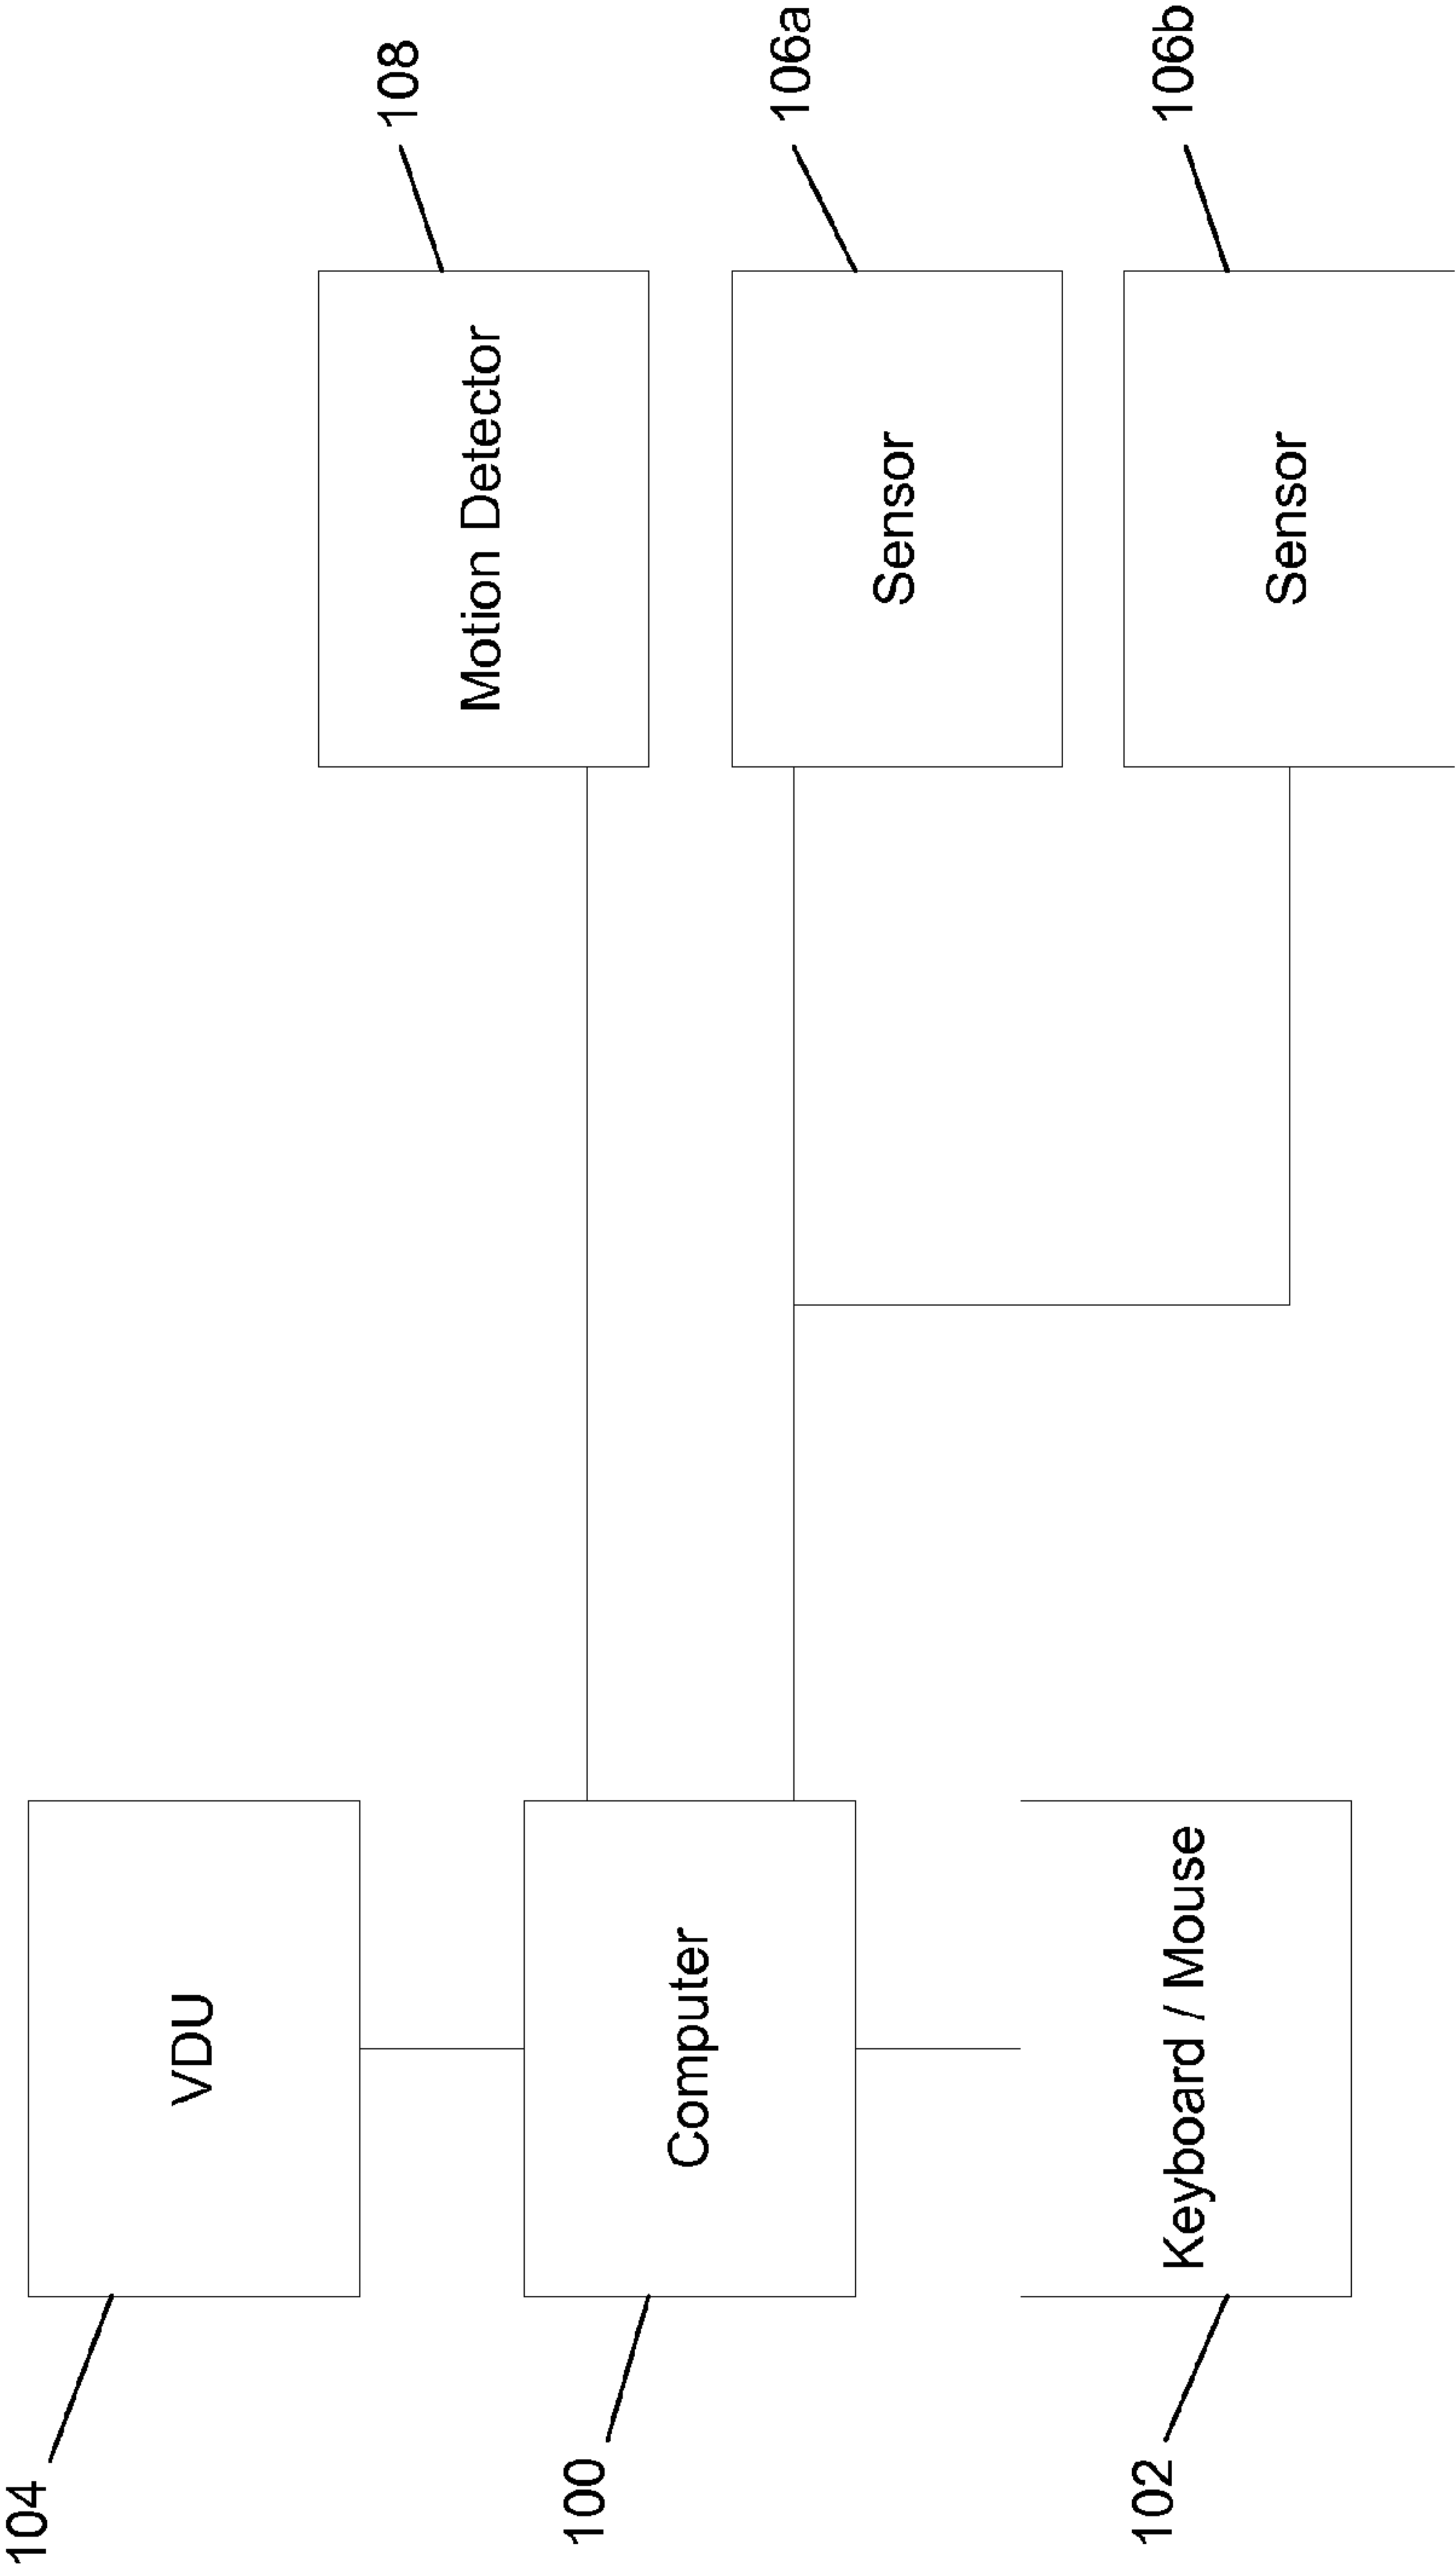 104
VDU
Motion Detector
108
100
Computer
Sensor
106a
102
Keyboard / Mouse
Sensor
106b